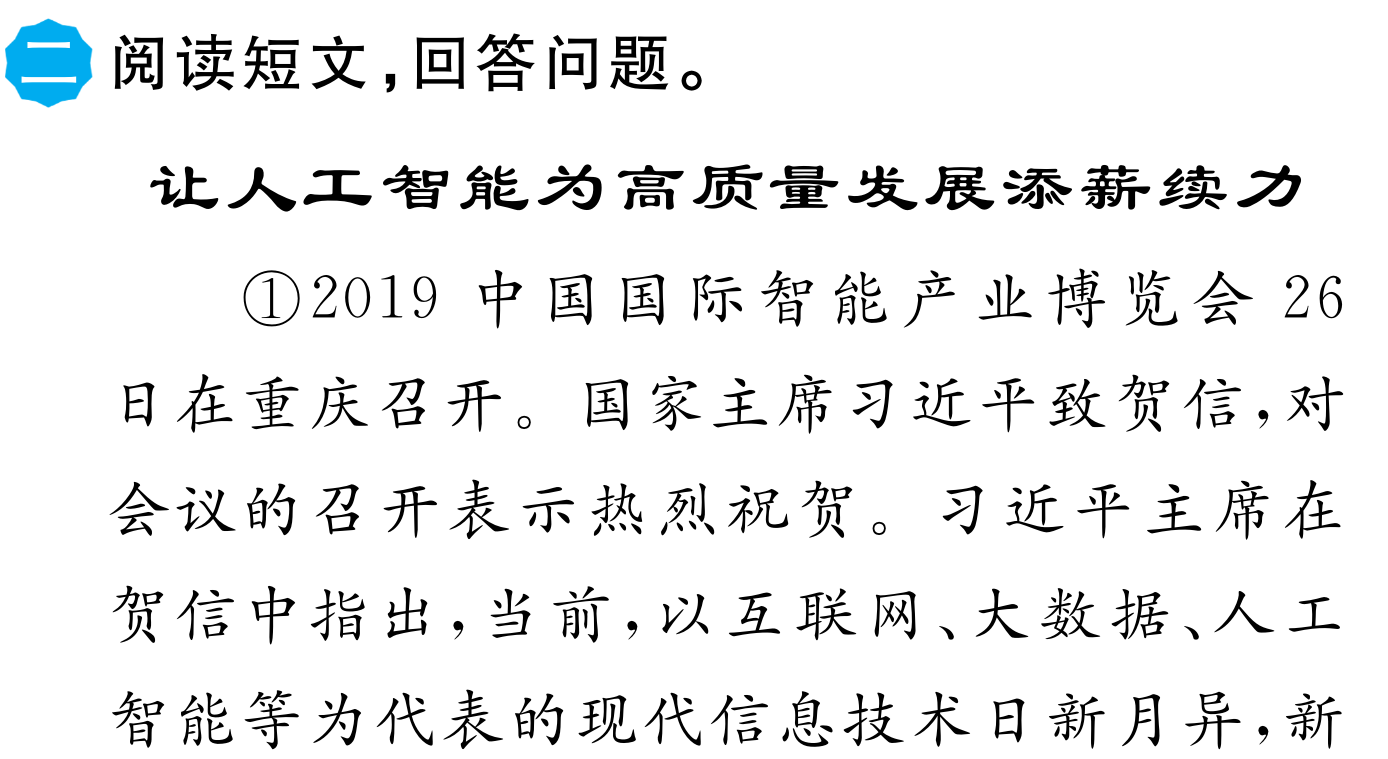 二 阅读短文,回答问题。
让人工智能为高质量发展添薪续力
①2019 中国国际智能产业博览会 26
日在重庆召开。国家主席习近平致贺信,对
会议的召开表示热烈祝贺。习近平主席在
贺信中指出,当前,以互联网、大数据、人工
智能等为代表的现代信息技术日新月异,新